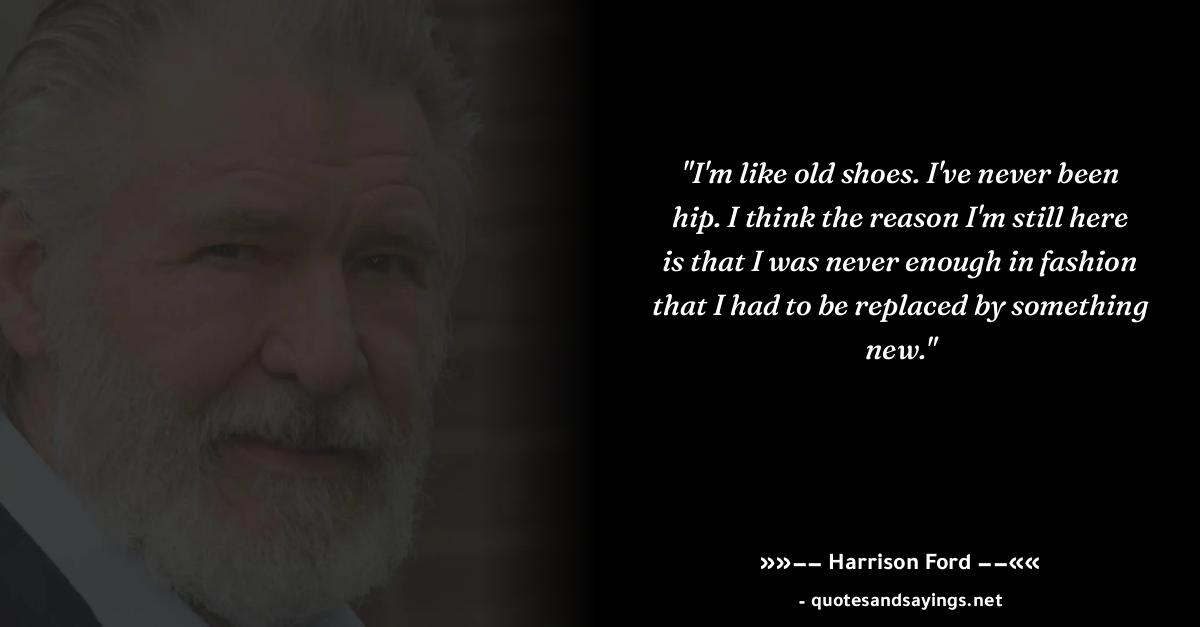 "I'm like old shoes. I've never been
hip. I think the reason I'm still here
is that I was never enough in fashion
that I had to be replaced by something
new."
»»−− Harrison Ford −−««
- quotesandsayings.net